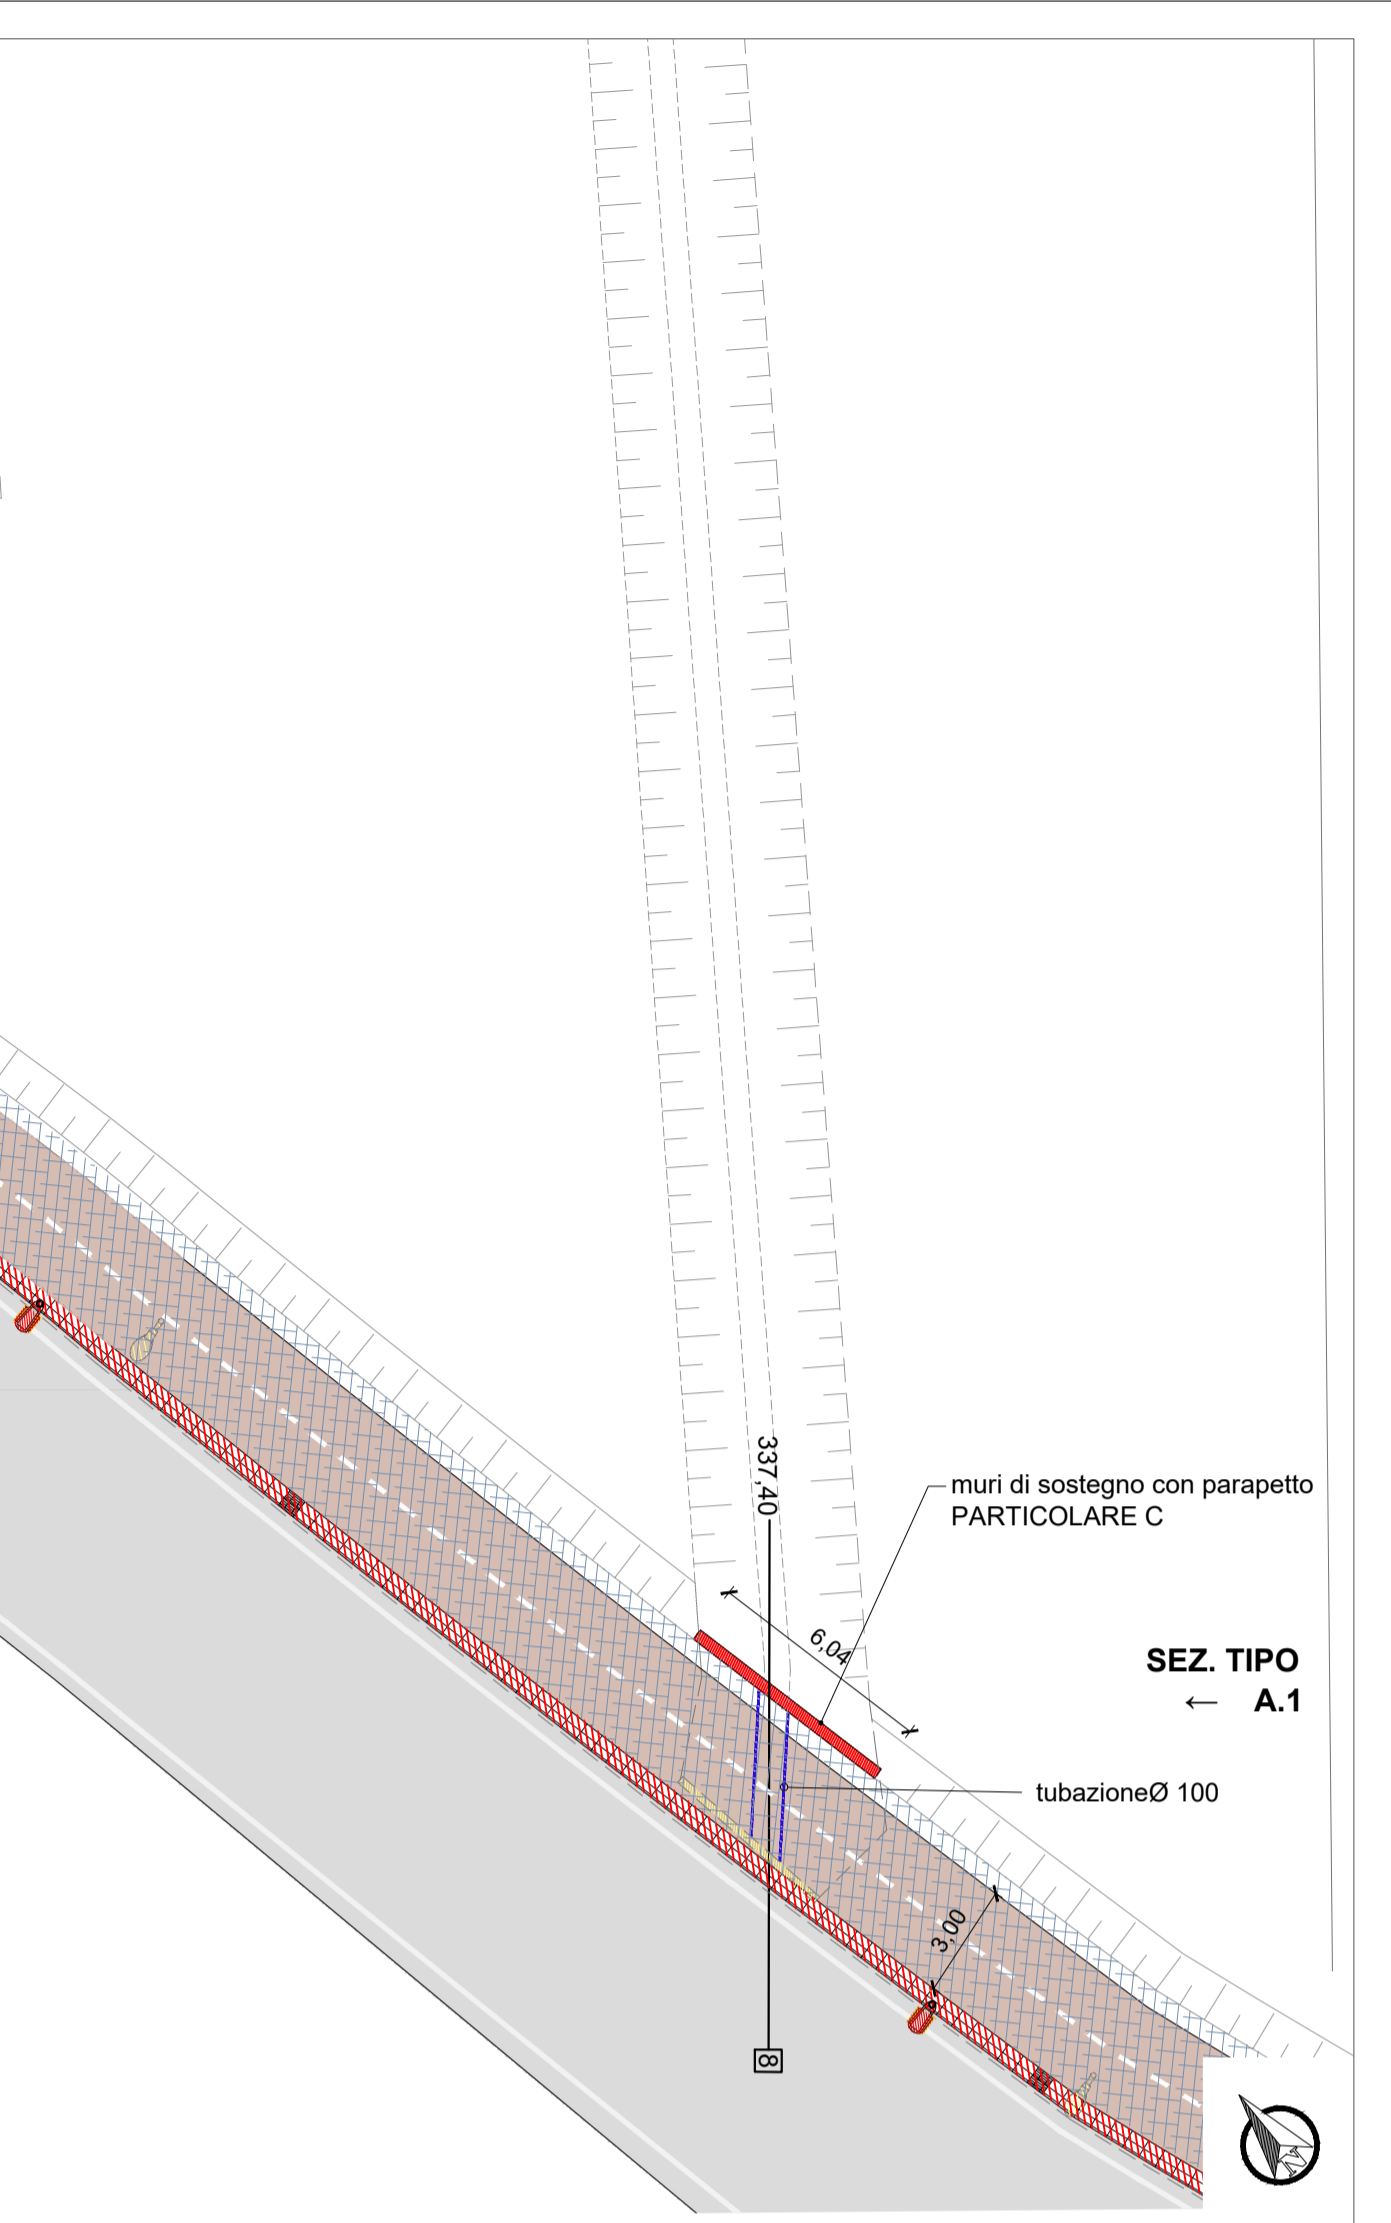 337,40
muri di sostegno con parapetto
PARTICOLARE C
6,04
SEZ. TIPO
← A.1
tubazioneØ 100
3,00
8
N